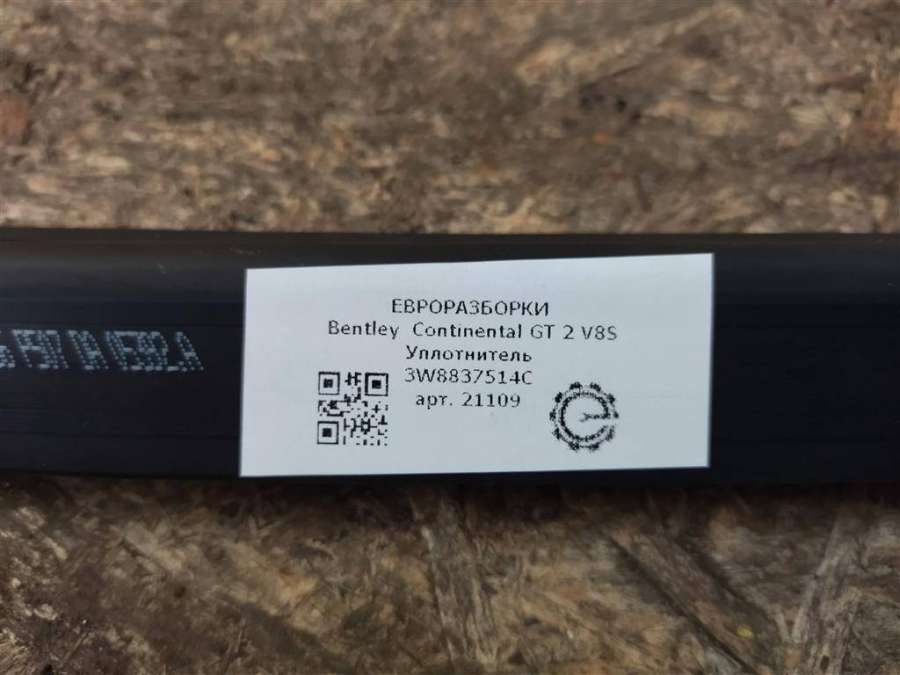 ЕВРОРАЗБОРКИ
Bentley Continental GT 2 V8S
Уплотнитель
3W8837514C
арт. 21109